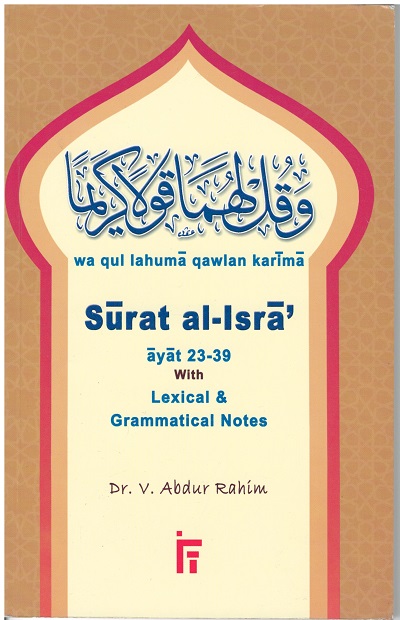 وَقُل لَّهُمَا قَوْلًا كَرِيمًا
wa qul lahumā qawlan karīmā
Sūrat al-Isrā’
āyāt 23-39
With
Lexical &
Grammatical Notes
Dr. V. Abdur Rahim